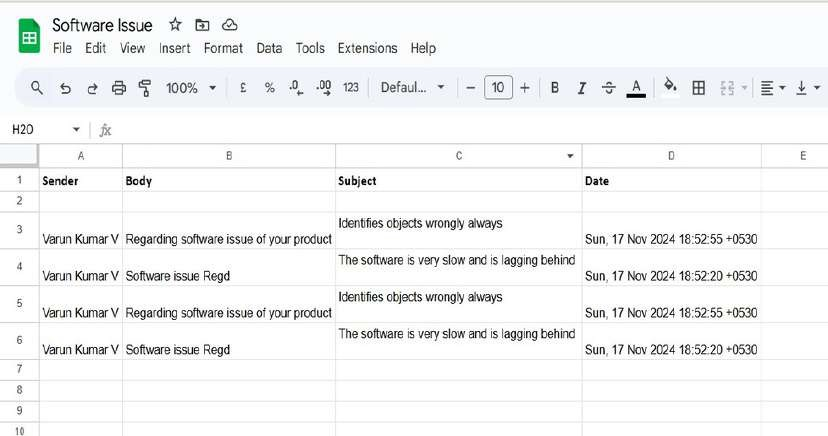 Software Issue
File Edit View Insert Format Data Tools Extensions Help
100% £ % .0 .00 123 Defaul... − 10 + B I S A
H20 fx
A B C D E
1 Sender Body Subject Date
2
3 Varun Kumar V Regarding software issue of your product Identifies objects wrongly always Sun, 17 Nov 2024 18:52:55 +0530
4 Varun Kumar V Software issue Regd The software is very slow and is lagging behind Sun, 17 Nov 2024 18:52:20 +0530
5 Varun Kumar V Regarding software issue of your product Identifies objects wrongly always Sun, 17 Nov 2024 18:52:55 +0530
6 Varun Kumar V Software issue Regd The software is very slow and is lagging behind Sun, 17 Nov 2024 18:52:20 +0530
7
8
9
10